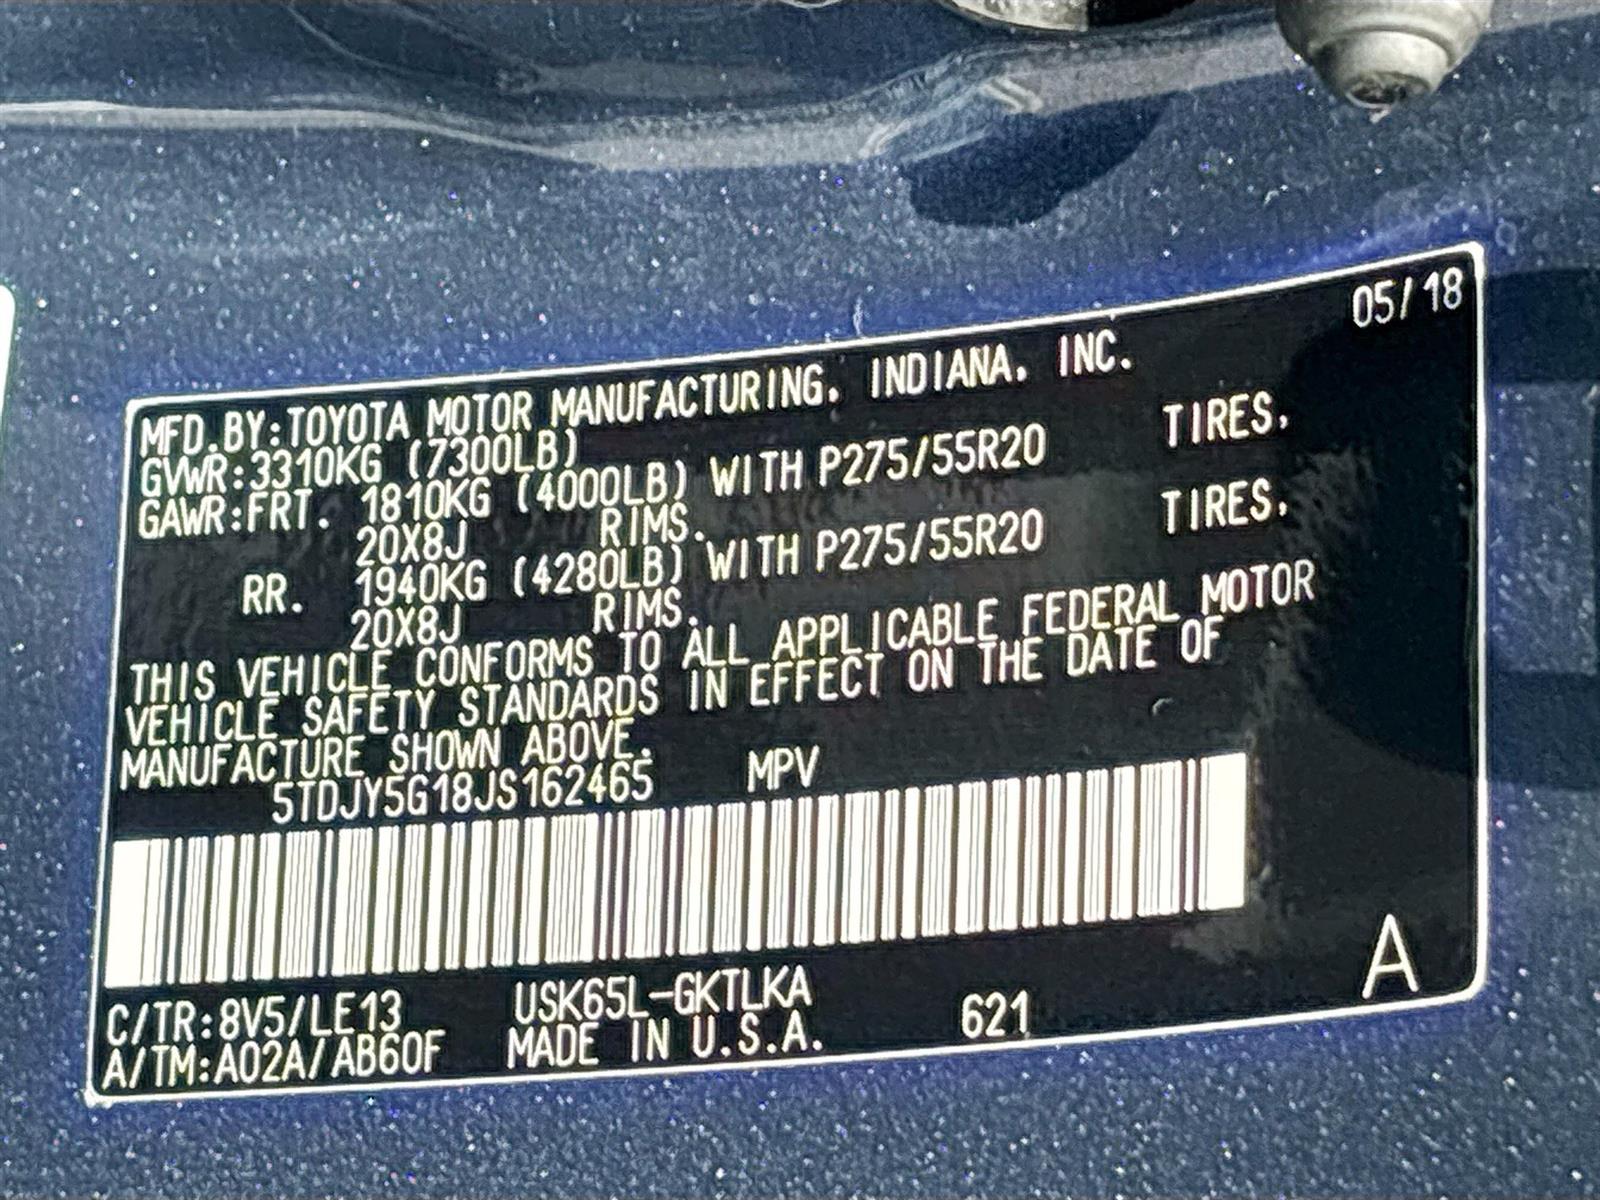 05/18
MFD.BY:TOYOTA MOTOR MANUFACTURING, INDIANA, INC.
GVWR:3310KG (7300LB)
GAWR:FRT. 1810KG (4000LB) WITH P275/55R20 TIRES,
20X8J RIMS.
RR. 1940KG (4280LB) WITH P275/55R20 TIRES,
20X8J RIMS.
THIS VEHICLE CONFORMS TO ALL APPLICABLE FEDERAL MOTOR
VEHICLE SAFETY STANDARDS IN EFFECT ON THE DATE OF
MANUFACTURE SHOWN ABOVE.
5TDJY5G18JS162465 MPV
C/TR:8V5/LE13 USK65L-GKTLKA
A/TM:A02A/AB60F MADE IN U.S.A. 621
A